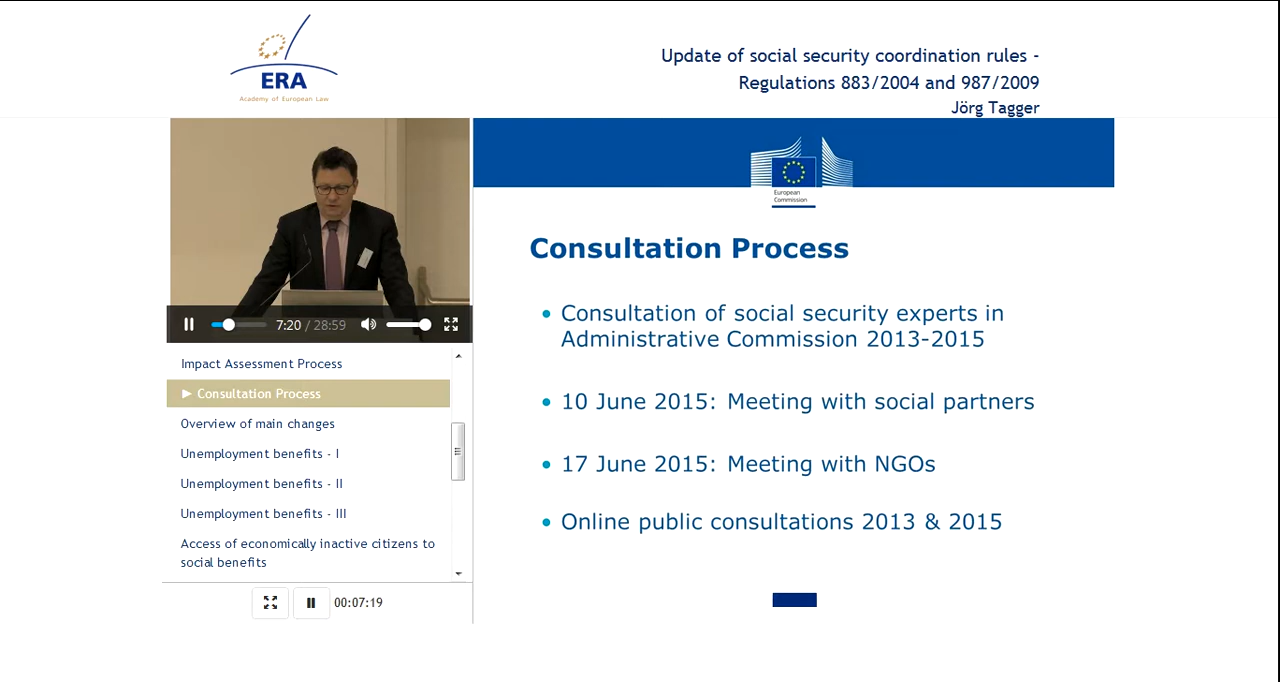 ERA
Academy of European Law
Update of social security coordination rules -
Regulations 883/2004 and 987/2009
Jörg Tagger
7:20 / 28:59
Impact Assessment Process
► Consultation Process
Overview of main changes
Unemployment benefits - I
Unemployment benefits - II
Unemployment benefits - III
Access of economically inactive citizens to
social benefits
00:07:19
European
Commission
Consultation Process
• Consultation of social security experts in
Administrative Commission 2013-2015
• 10 June 2015: Meeting with social partners
• 17 June 2015: Meeting with NGOs
• Online public consultations 2013 & 2015